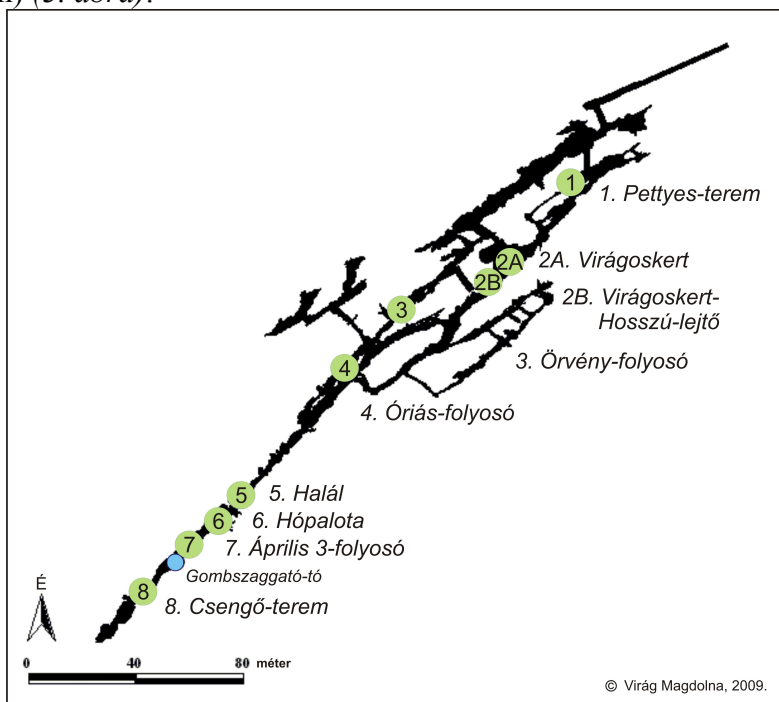 (3. ábra).
1
1. Pettyes-terem
2A
2A. Virágoskert
2B
2B. Virágoskert-
Hosszú-lejtő
3
3. Örvény-folyosó
4
4. Óriás-folyosó
5
5. Halál
6
6. Hópalota
7
7. Április 3-folyosó
Gombszaggató-tó
8
8. Csengő-terem
É
0 40 80 méter
© Virág Magdolna, 2009.